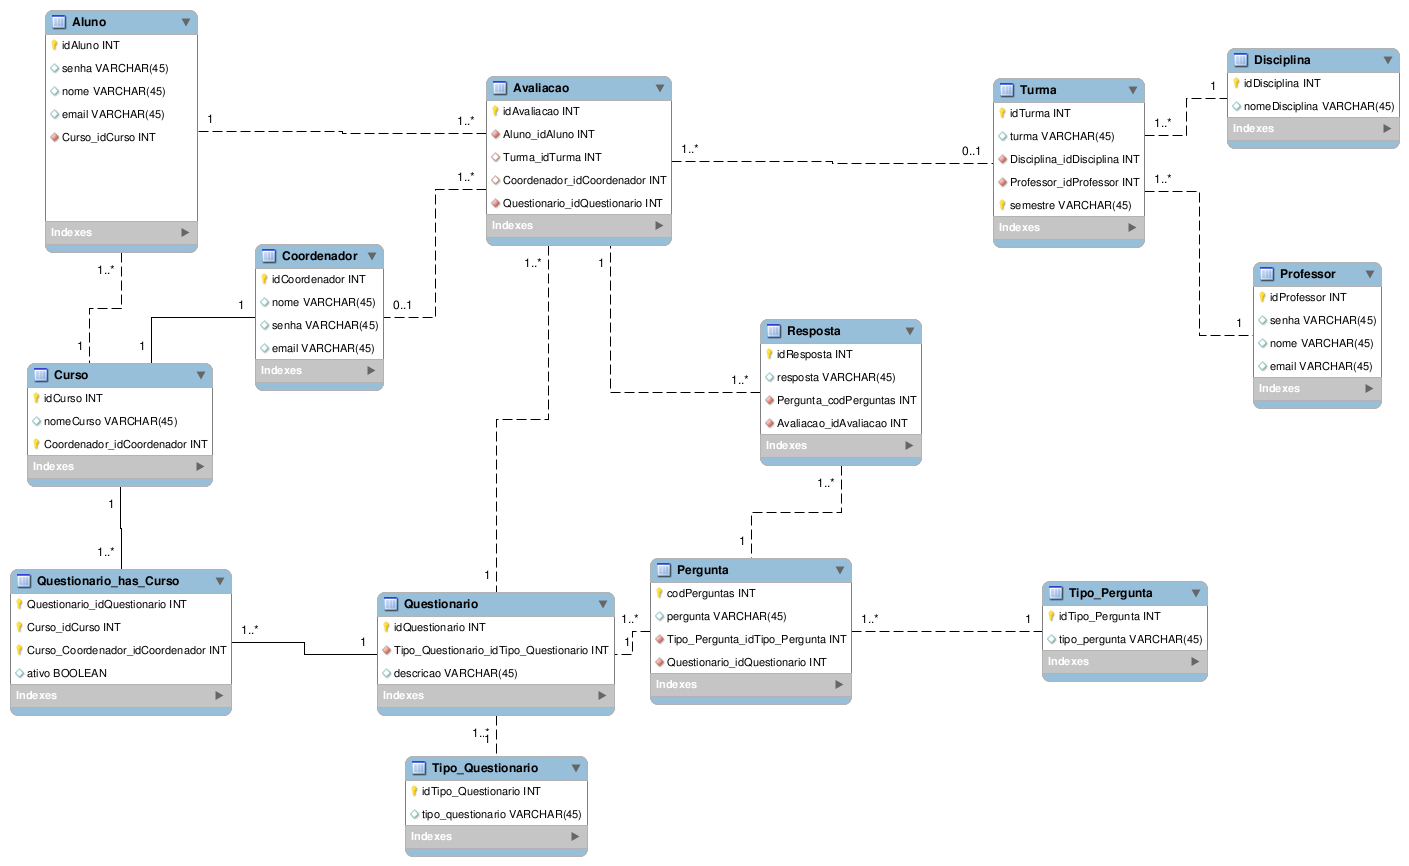 Aluno
idAluno INT
senha VARCHAR(45)
nome VARCHAR(45)
email VARCHAR(45)
Curso_idCurso INT
Indexes
Avaliacao
idAvaliacao INT
Aluno_idAluno INT
Turma_idTurma INT
Coordenador_idCoordenador INT
Questionario_idQuestionario INT
Indexes
Turma
idTurma INT
turma VARCHAR(45)
Disciplina_idDisciplina INT
Professor_idProfessor INT
semestre VARCHAR(45)
Indexes
Disciplina
idDisciplina INT
nomeDisciplina VARCHAR(45)
Indexes
1
1..*
1..*
1..*
0..1
1..*
1
1..*
1
Coordenador
idCoordenador INT
nome VARCHAR(45)
senha VARCHAR(45)
email VARCHAR(45)
Indexes
Professor
idProfessor INT
senha VARCHAR(45)
nome VARCHAR(45)
email VARCHAR(45)
Indexes
1..*
1
1
1
0..1
1..*
1
1..*
1
Curso
idCurso INT
nomeCurso VARCHAR(45)
Coordenador_idCoordenador INT
Indexes
Resposta
idResposta INT
resposta VARCHAR(45)
Pergunta_codPerguntas INT
Avaliacao_idAvaliacao INT
Indexes
1
1..*
1..*
1
Questionario_has_Curso
Questionario_idQuestionario INT
Curso_idCurso INT
Curso_Coordenador_idCoordenador INT
ativo BOOLEAN
Indexes
1..*
1
Questionario
idQuestionario INT
Tipo_Questionario_idTipo_Questionario INT
descricao VARCHAR(45)
Indexes
1..*
1
Pergunta
codPerguntas INT
pergunta VARCHAR(45)
Tipo_Pergunta_idTipo_Pergunta INT
Questionario_idQuestionario INT
Indexes
1..*
1
Tipo_Pergunta
idTipo_Pergunta INT
tipo_pergunta VARCHAR(45)
Indexes
1..*
1
Tipo_Questionario
idTipo_Questionario INT
tipo_questionario VARCHAR(45)
Indexes